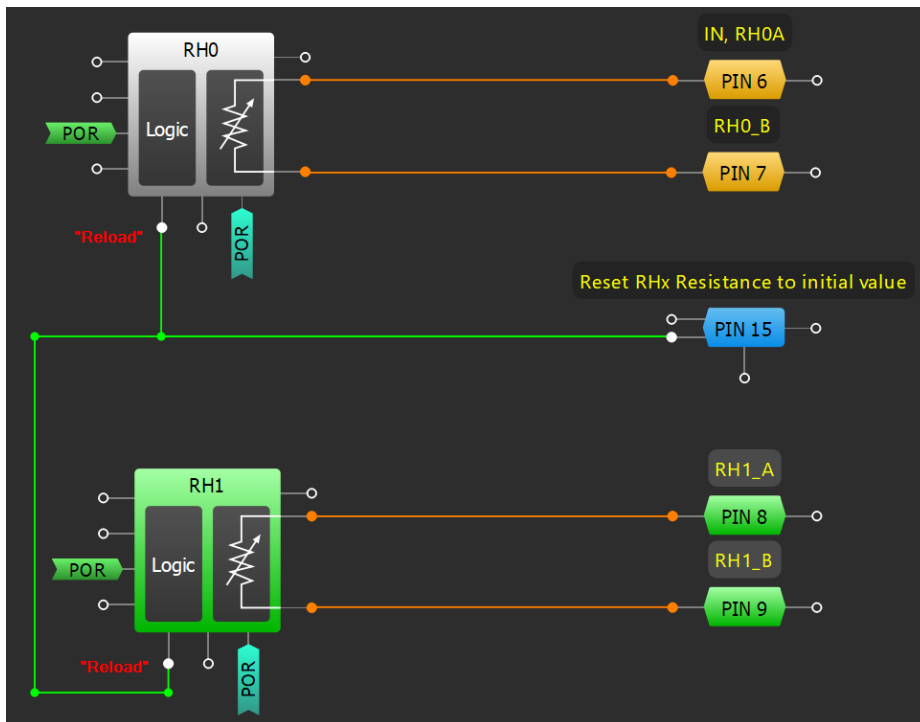 RH0
IN, RH0A
PIN 6
RH0_B
POR
Logic
PIN 7
"Reload"
POR
Reset RHx Resistance to initial value
PIN 15
RH1
RH1_A
PIN 8
RH1_B
POR
Logic
PIN 9
"Reload"
POR